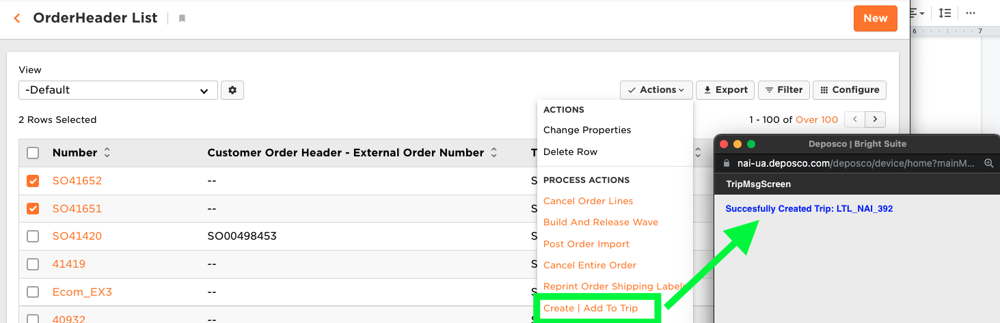 OrderHeader List
New
6
7
View
-Default
Actions
Export
Filter
Configure
2 Rows Selected
1 - 100 of Over 100
Number
Customer Order Header - External Order Number
T
SO41652
--
S
SO41651
--
S
SO41420
SO00498453
S
41419
--
S
Ecom_EX3
--
S
40932
--
S
ACTIONS
Change Properties
Delete Row
PROCESS ACTIONS
Cancel Order Lines
Build And Release Wave
Post Order Import
Cancel Entire Order
Reprint Order Shipping Labels
Create | Add To Trip
Deposco | Bright Suite
nai-ua.deposco.com/deposco/device/home?mainM...
TripMsgScreen
Succesfully Created Trip: LTL_NAI_392